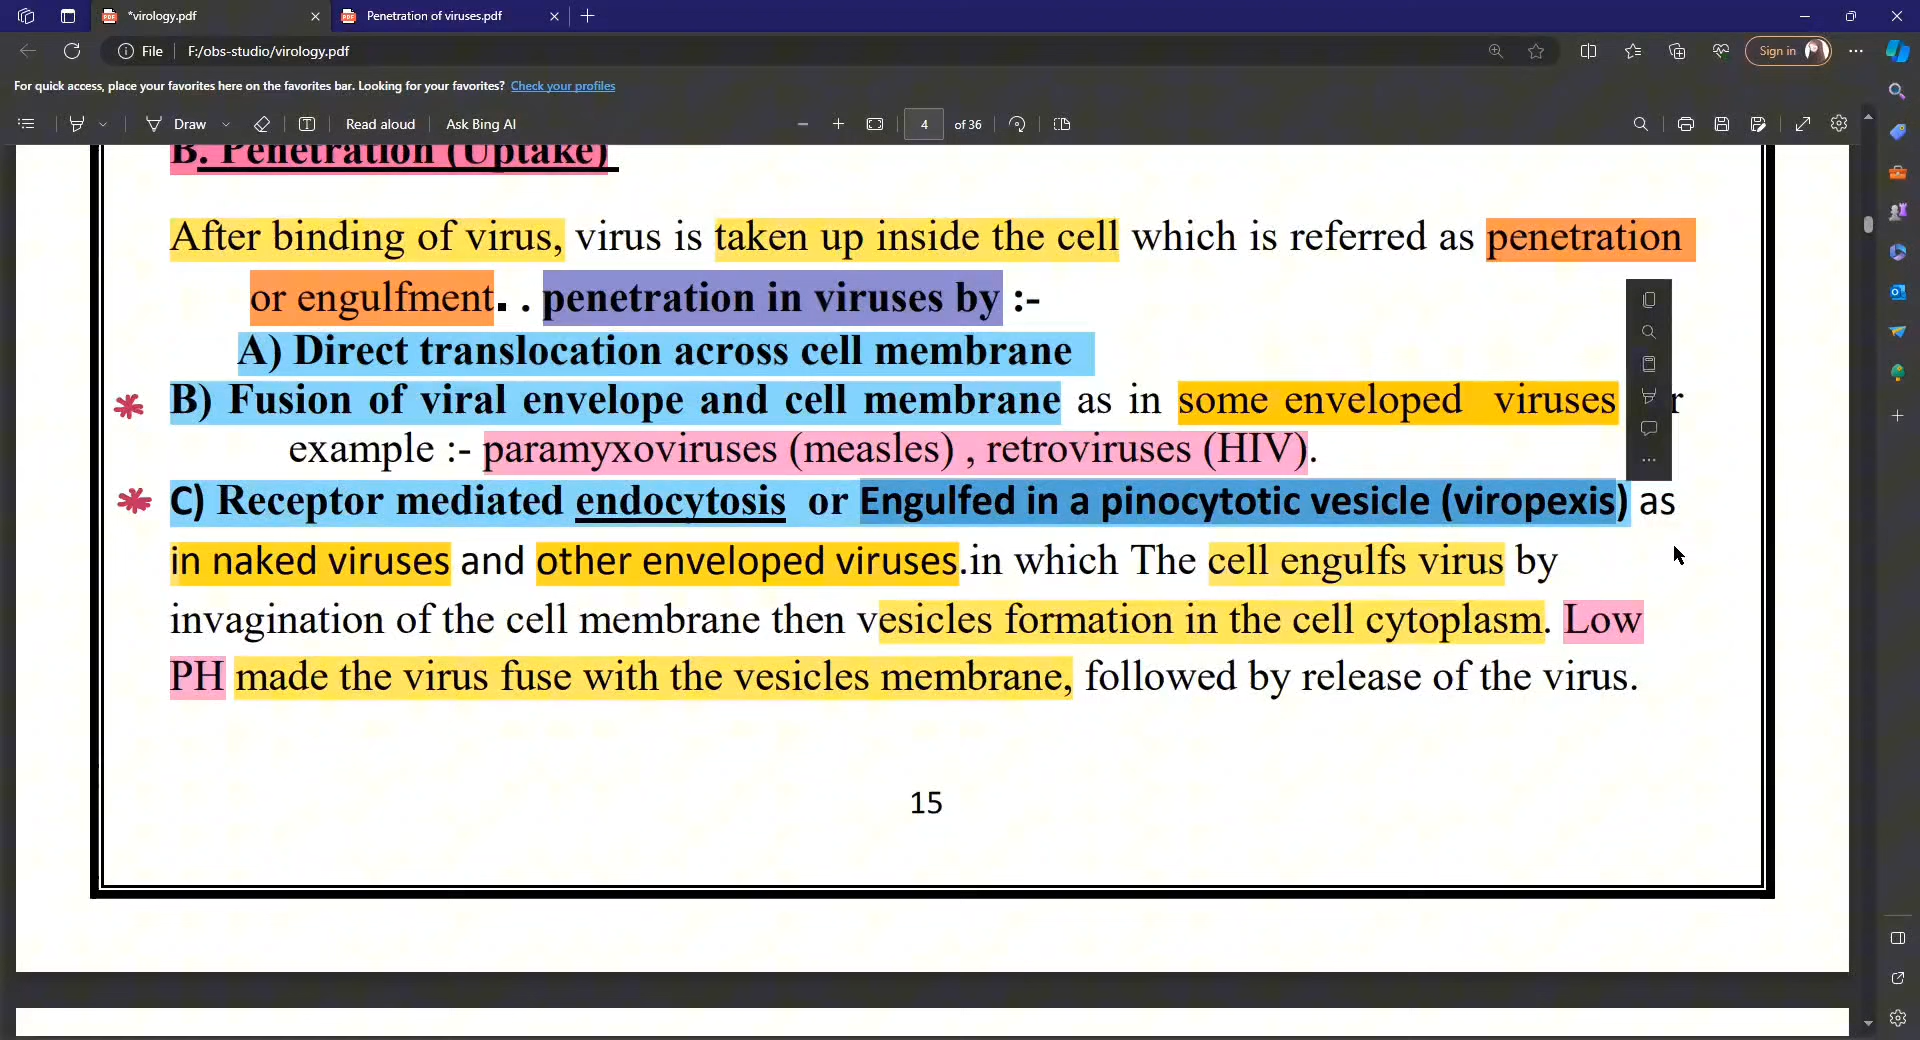 *virology.pdf
Penetration of viruses.pdf
File
F:/obs-studio/virology.pdf
Sign in
For quick access, place your favorites here on the favorites bar. Looking for your favorites? Check your profiles
Draw
Read aloud
Ask Bing AI
4
of 36
B. Penetration (Uptake)
After binding of virus, virus is taken up inside the cell which is referred as penetration
or engulfment. . penetration in viruses by :-
A) Direct translocation across cell membrane
B) Fusion of viral envelope and cell membrane as in some enveloped viruses
example :- paramyxoviruses (measles) , retroviruses (HIV).
C) Receptor mediated endocytosis or Engulfed in a pinocytotic vesicle (viropexis) as
in naked viruses and other enveloped viruses.in which The cell engulfs virus by
invagination of the cell membrane then vesicles formation in the cell cytoplasm. Low
PH made the virus fuse with the vesicles membrane, followed by release of the virus.
15